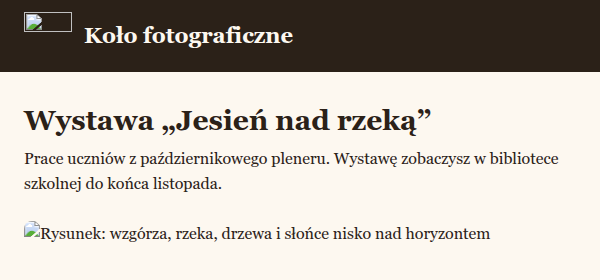 Koło fotograficzne
Wystawa „Jesień nad rzeką”
Prace uczniów z październikowego pleneru. Wystawę zobaczysz w bibliotece
szkolnej do końca listopada.
Rysunek: wzgórza, rzeka, drzewa i słońce nisko nad horyzontem